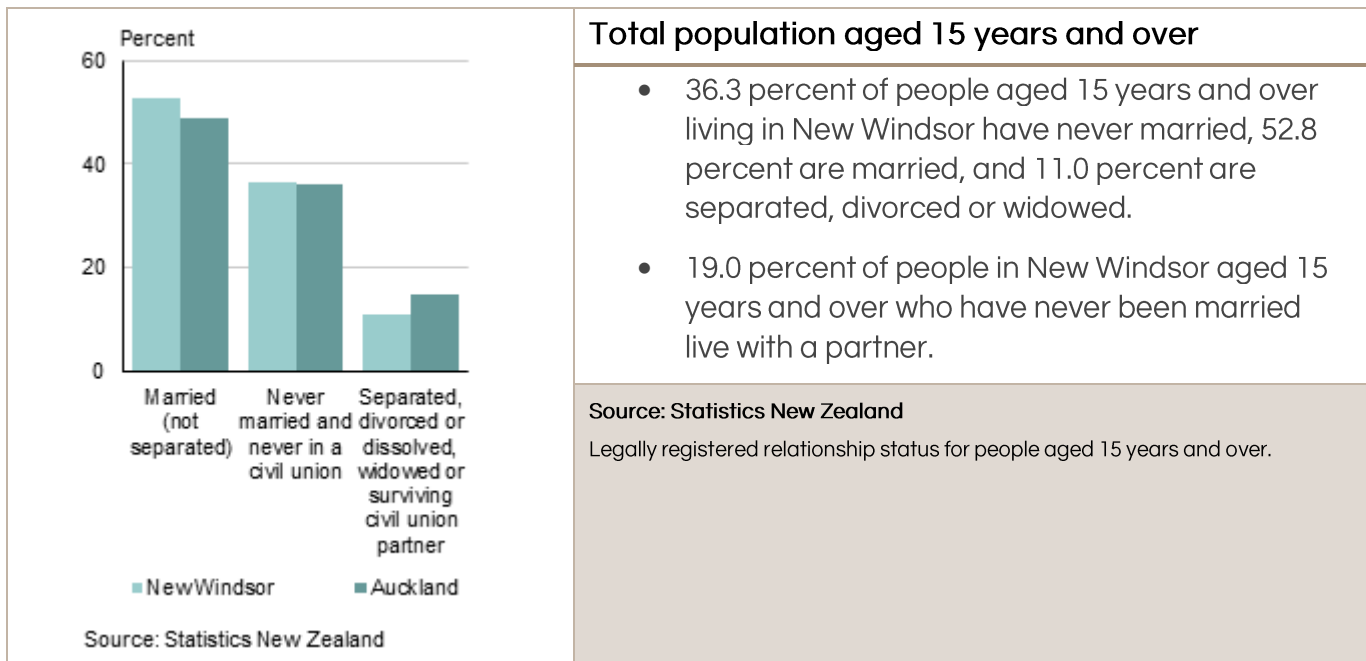 Percent
60
40
20
0
Married
(not
separated)
Never
married and
never in a
civil union
Separated,
divorced or
dissolved,
widowed or
surviving
civil union
partner
New Windsor
Auckland
Source: Statistics New Zealand
Total population aged 15 years and over
• 36.3 percent of people aged 15 years and over
living in New Windsor have never married, 52.8
percent are married, and 11.0 percent are
separated, divorced or widowed.
• 19.0 percent of people in New Windsor aged 15
years and over who have never been married
live with a partner.
Source: Statistics New Zealand
Legally registered relationship status for people aged 15 years and over.